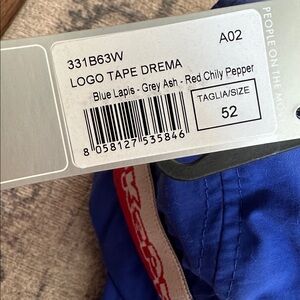 331B63W
A02
LOGO TAPE DREMA
Blue Lapis - Grey Ash - Red Chily Pepper
TAGLIA/SIZE
52
8 058127 535846
PEOPLE ON THE MO